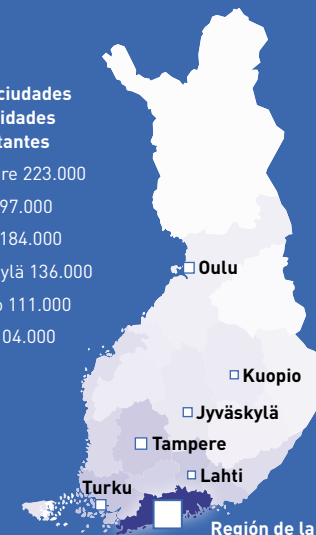 ciudades
idades
tantes
re 223.000
97.000
184.000
ylä 136.000
o 111.000
04.000
Oulu
Kuopio
Jyväskylä
Tampere
Lahti
Turku
Región de la